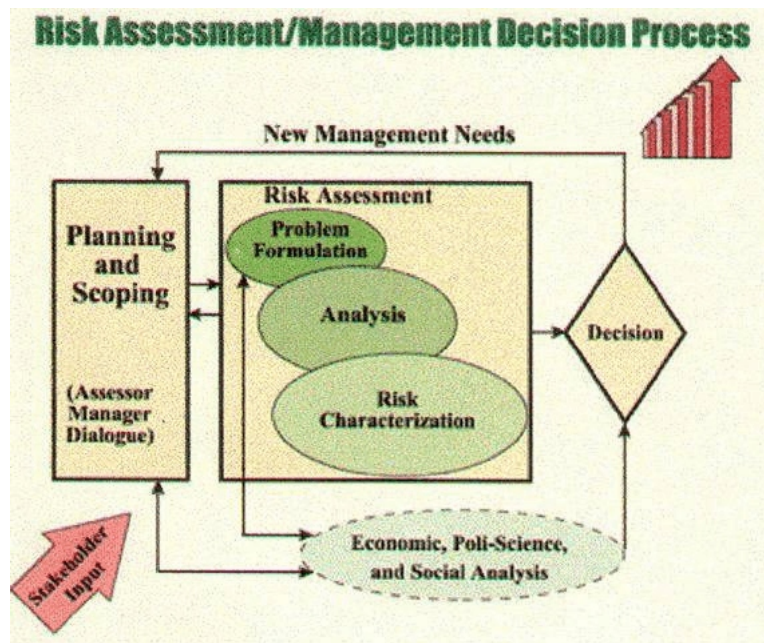 Risk Assessment/Management Decision Process
New Management Needs
Planning
and
Scoping
(Assessor
Manager
Dialogue)
Risk Assessment
Problem
Formulation
Analysis
Risk
Characterization
Decision
Stakeholder
Input
Economic, Poli-Science,
and Social Analysis